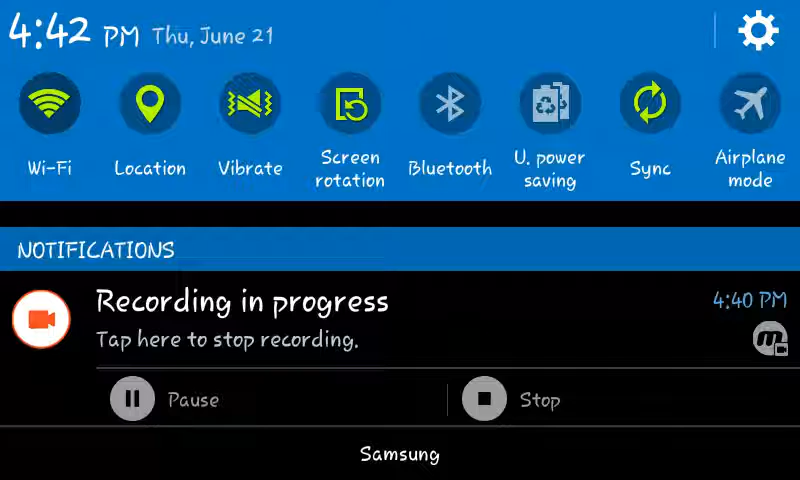 4:42 PM Thu, June 21
Wi-Fi Location Vibrate Screen rotation Bluetooth U. power saving Sync Airplane mode
NOTIFICATIONS
Recording in progress 4:40 PM
Tap here to stop recording.
Pause Stop
Samsung